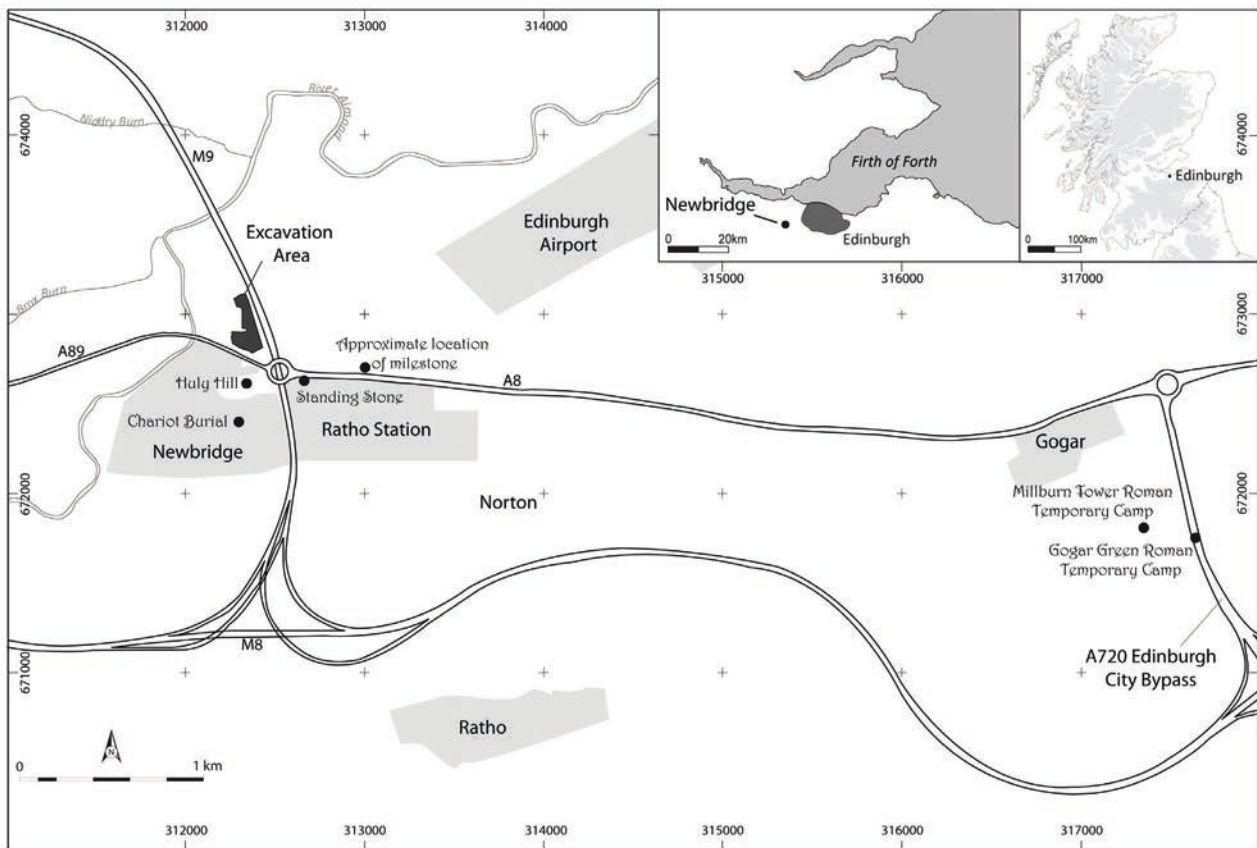 312000
313000
314000
674000
River Almond
Niddry Burn
M9
Firth of Forth
Edinburgh
Newbridge
Edinburgh
0
20km
0
100km
674000
Excavation
Area
Edinburgh
Airport
Brox Burn
315000
316000
317000
673000
673000
A89
Approximate location
of milestone
A8
Huly Hill
Standing Stone
Chariot Burial
Ratho Station
Newbridge
Gogar
672000
672000
Norton
Millburn Tower Roman
Temporary Camp
Gogar Green Roman
Temporary Camp
M8
671000
671000
A720 Edinburgh
City Bypass
Ratho
N
0
1 km
312000
313000
314000
315000
316000
317000